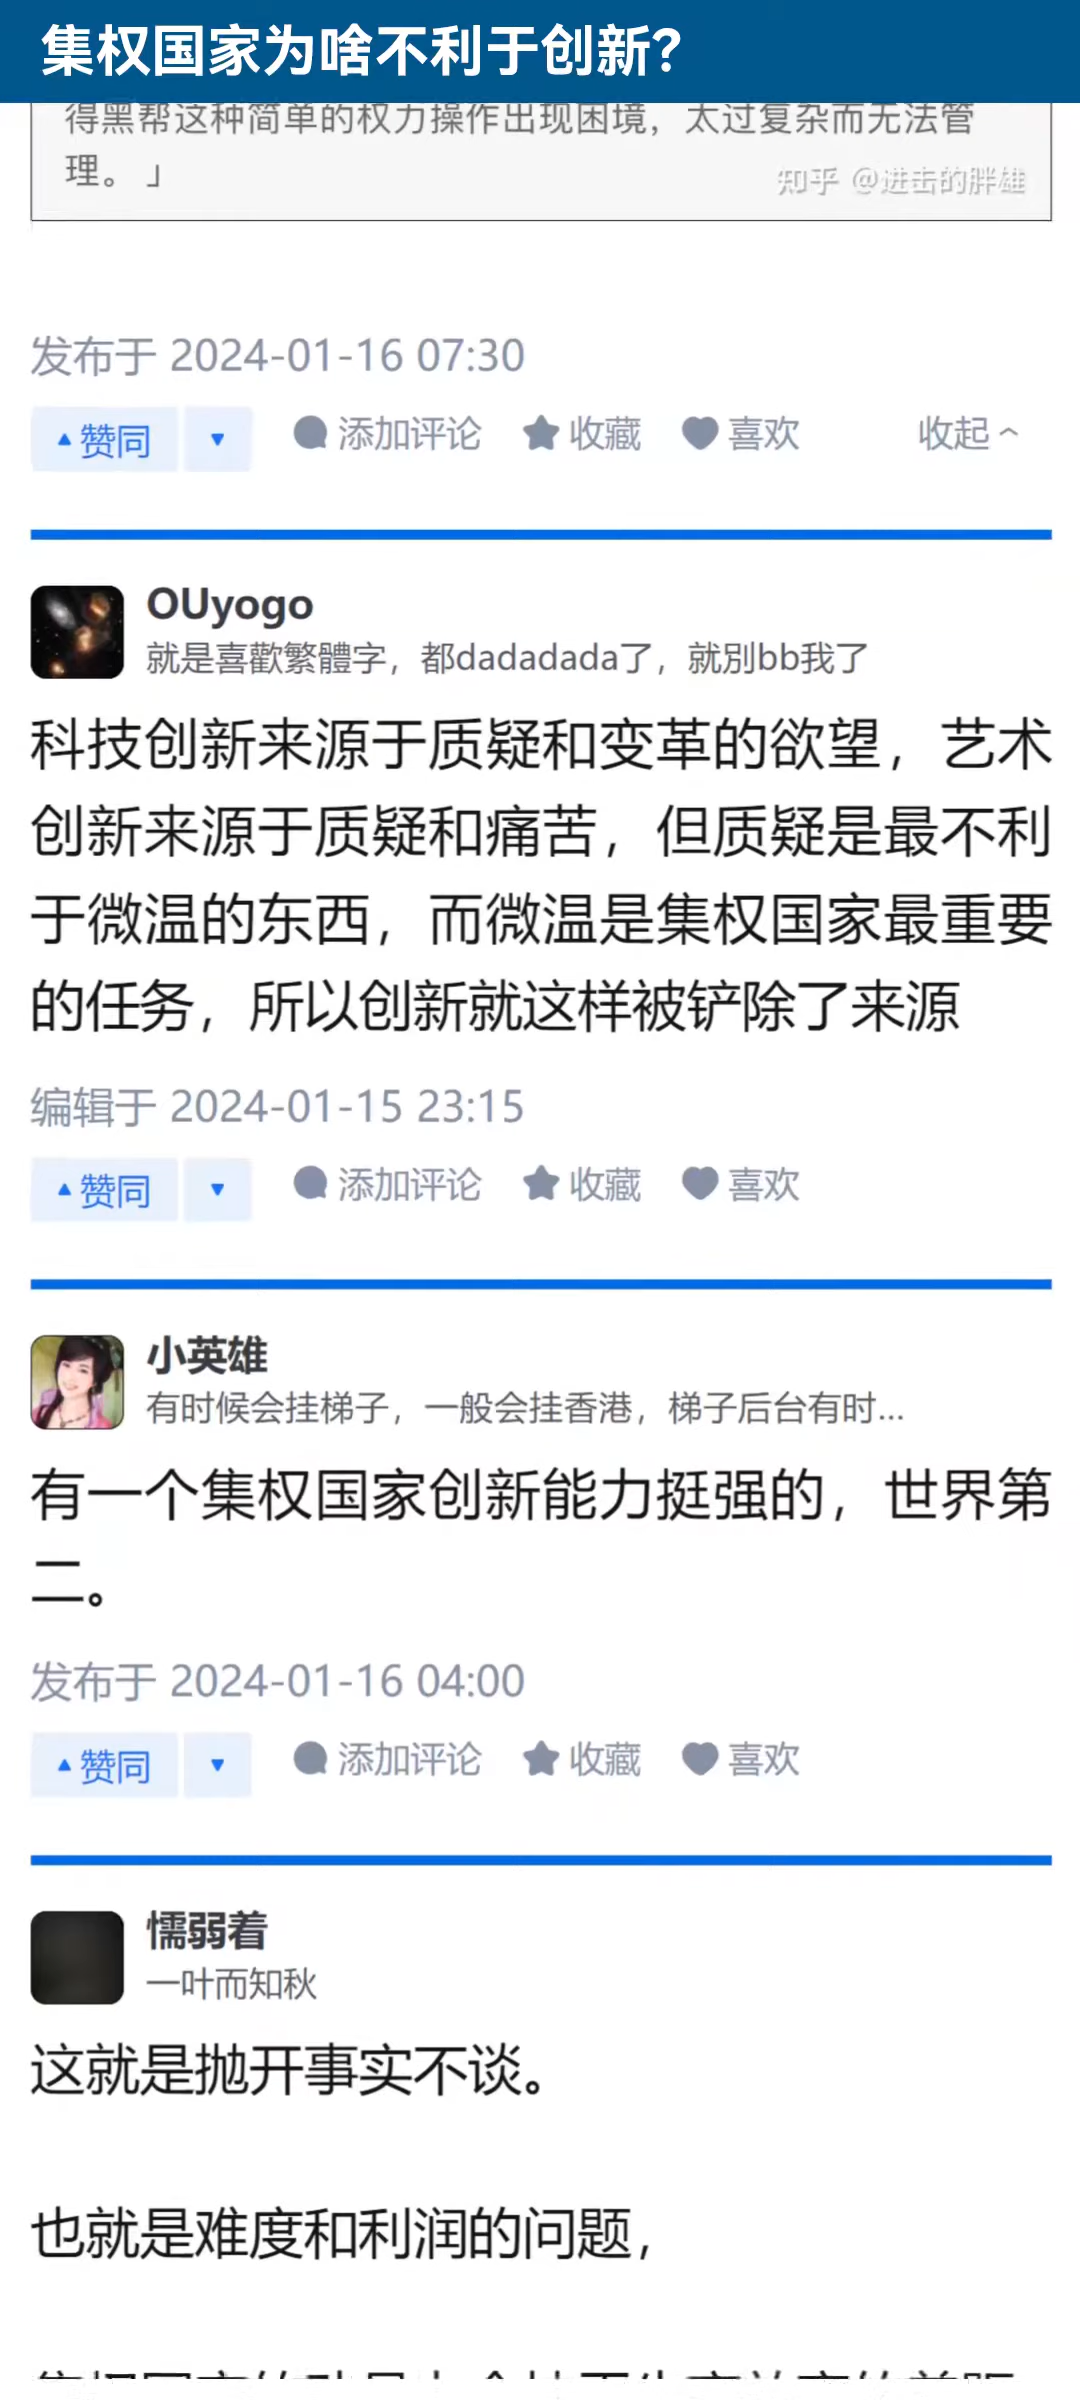 集权国家为啥不利于创新?
得黑帮这种简单的权力操作出现困境，太过复杂而无法管
理。」
知乎 @进击的胖雄
发布于 2024-01-16 07:30
赞同 添加评论 收藏 喜欢 收起
OUyogo
就是喜歡繁體字，都dadadada了，就別bb我了
科技创新来源于质疑和变革的欲望，艺术
创新来源于质疑和痛苦，但质疑是最不利
于微温的东西，而微温是集权国家最重要
的任务，所以创新就这样被铲除了来源
编辑于 2024-01-15 23:15
赞同 添加评论 收藏 喜欢
小英雄
有时候会挂梯子，一般会挂香港，梯子后台有时...
有一个集权国家创新能力挺强的，世界第
二。
发布于 2024-01-16 04:00
赞同 添加评论 收藏 喜欢
懦弱着
一叶而知秋
这就是抛开事实不谈。
也就是难度和利润的问题，